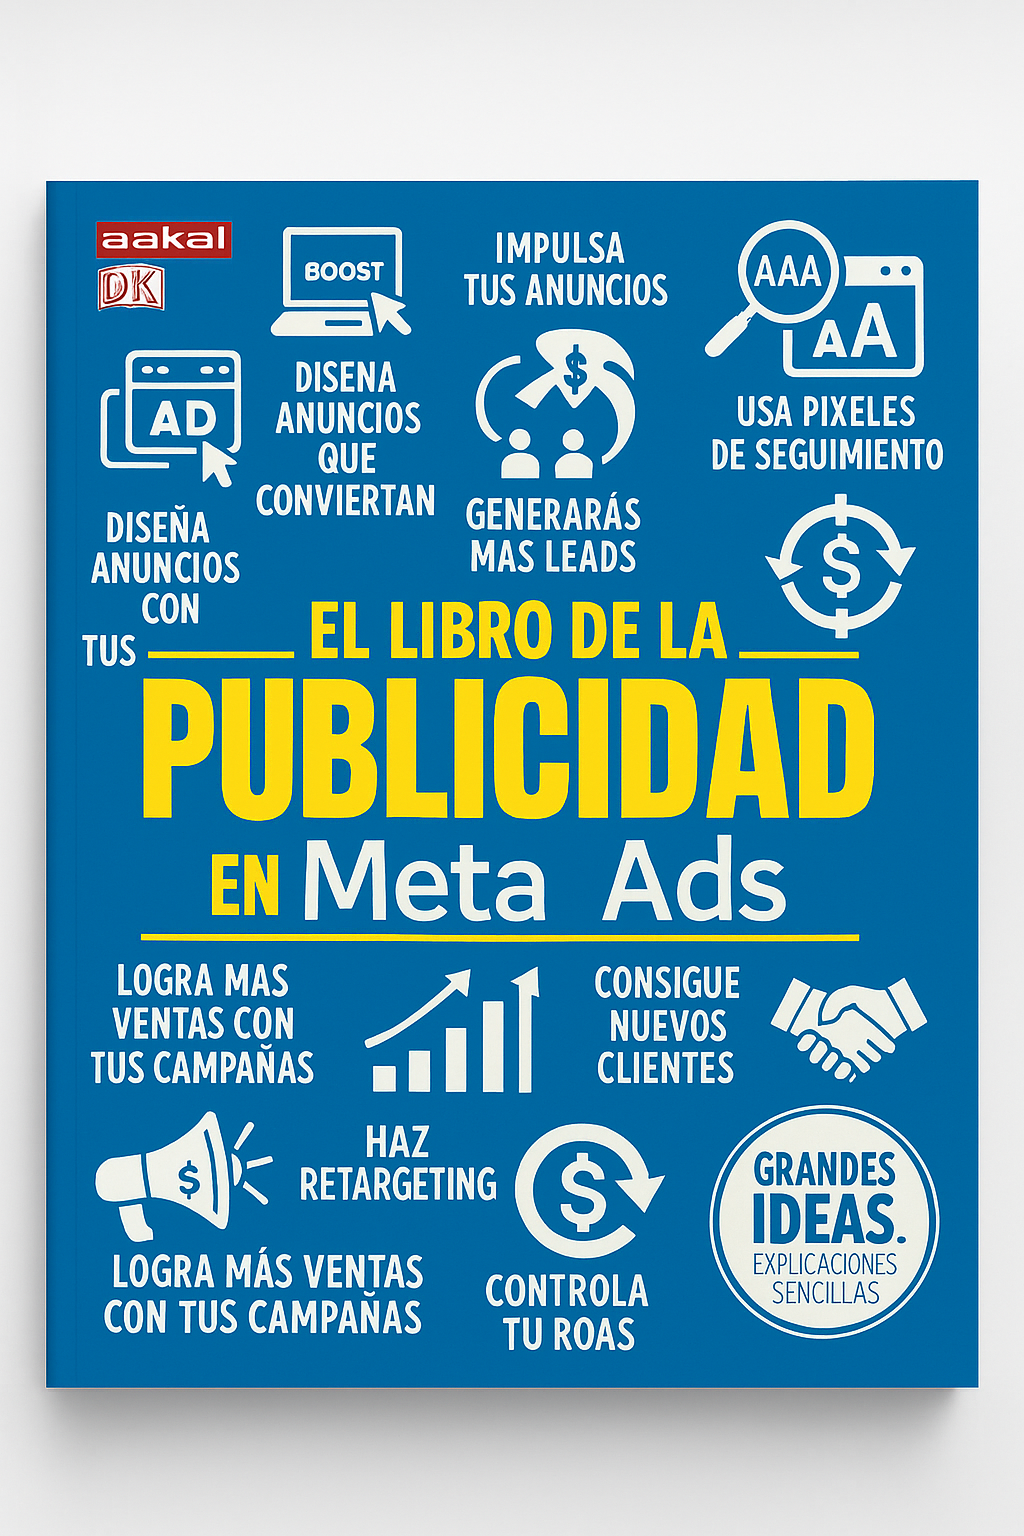 aakal
DK
BOOST
DISENA
ANUNCIOS
QUE
CONVIERTAN
IMPULSA
TUS ANUNCIOS
$
GENERARÁS
MAS LEADS
AAA
AA
USA PIXELES
DE SEGUIMIENTO
$
AD
DISEÑA
ANUNCIOS
CON
TUS
EL LIBRO DE LA
PUBLICIDAD
EN Meta Ads
LOGRA MAS
VENTAS CON
TUS CAMPAÑAS
CONSIGUE
NUEVOS
CLIENTES
$
LOGRA MÁS VENTAS
CON TUS CAMPAÑAS
HAZ
RETARGETING
$
CONTROLA
TU ROAS
GRANDES
IDEAS.
EXPLICACIONES
SENCILLAS